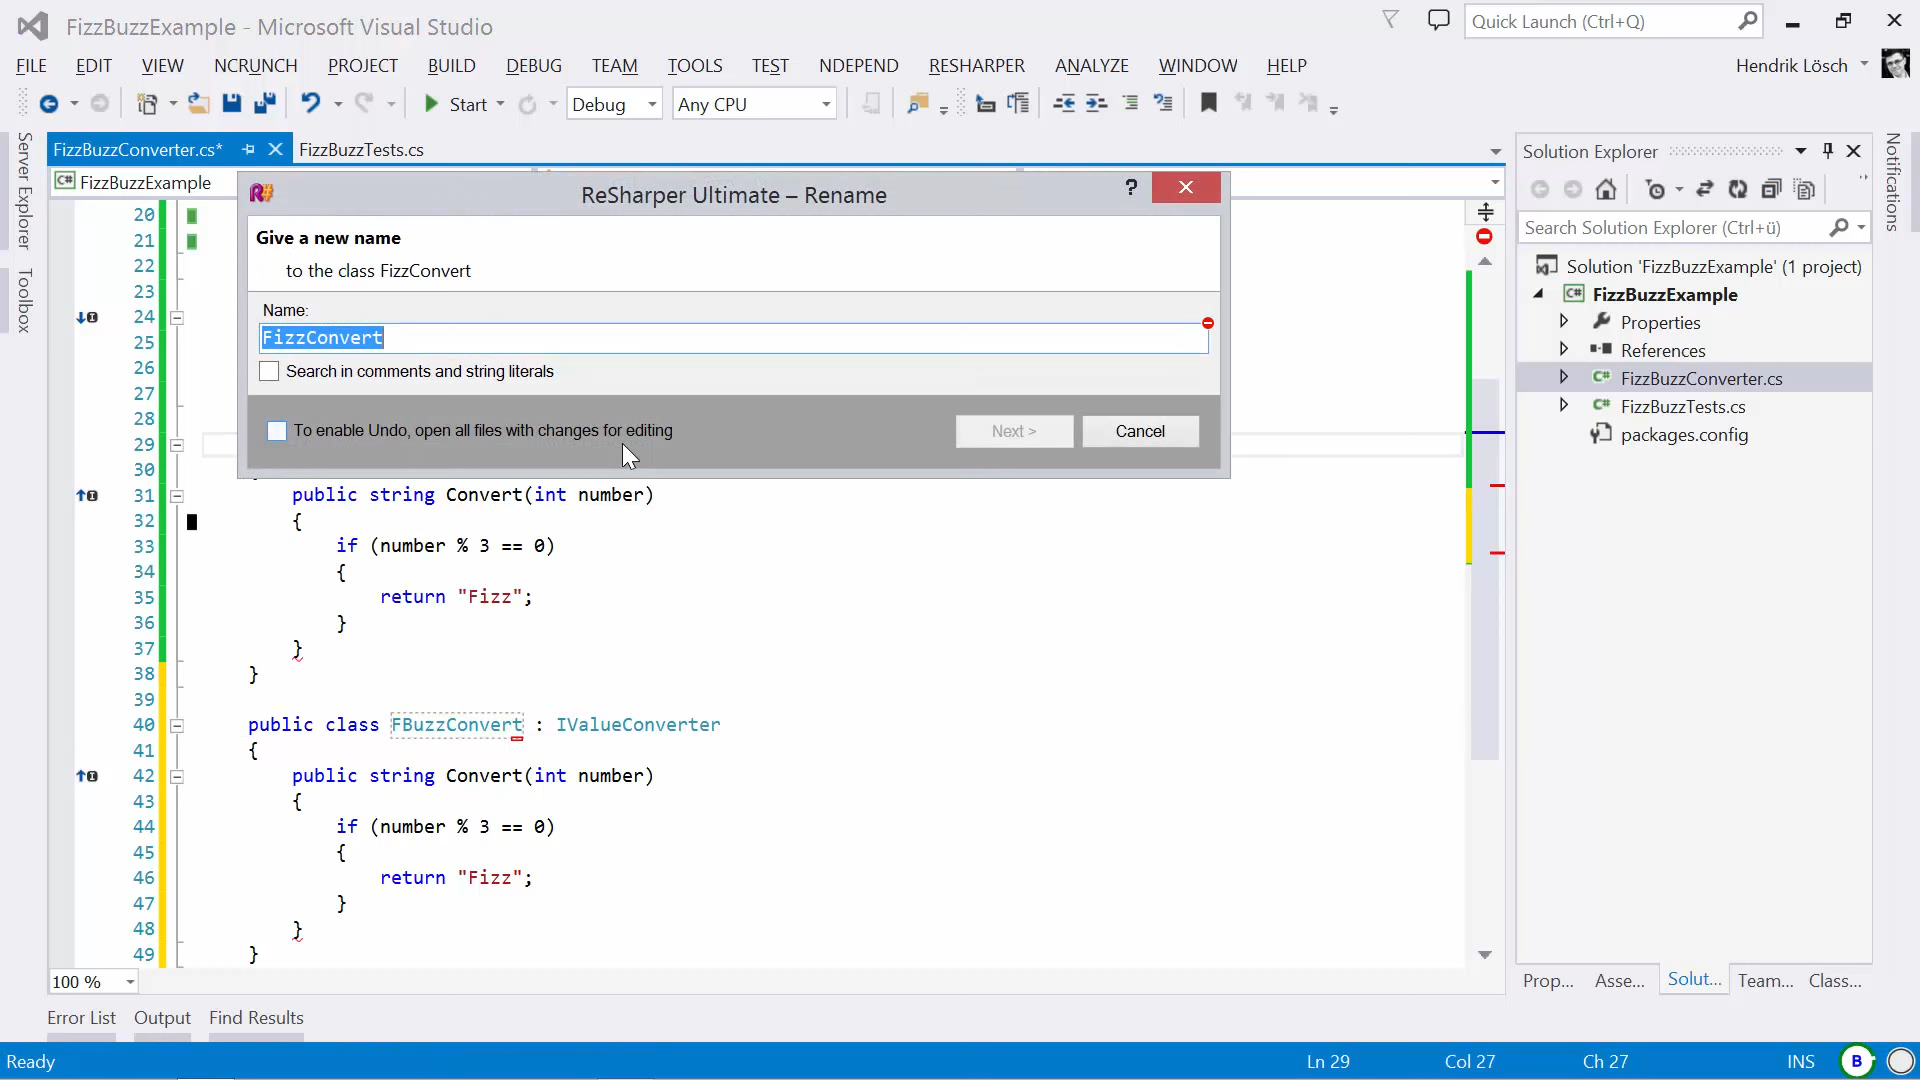 FizzBuzzExample - Microsoft Visual Studio
Quick Launch (Ctrl+Q)
FILE EDIT VIEW NCRUNCH PROJECT BUILD DEBUG TEAM TOOLS TEST NDEPEND RESHARPER ANALYZE WINDOW HELP
Hendrik Lösch
Start Debug Any CPU
Server Explorer
Toolbox
FizzBuzzConverter.cs* FizzBuzzTests.cs
FizzBuzzExample
ReSharper Ultimate – Rename
Give a new name
to the class FizzConvert
Name:
FizzConvert
Search in comments and string literals
To enable Undo, open all files with changes for editing
Next >
Cancel
20
21
22
23
24
25
26
27
28
29
30
31 public string Convert(int number)
32 {
33 if (number % 3 == 0)
34 {
35 return "Fizz";
36 }
37 }
38 }
39
40 public class FBuzzConvert : IValueConverter
41 {
42 public string Convert(int number)
43 {
44 if (number % 3 == 0)
45 {
46 return "Fizz";
47 }
48 }
49 }
100 %
Solution Explorer
Search Solution Explorer (Ctrl+ü)
Solution 'FizzBuzzExample' (1 project)
FizzBuzzExample
Properties
References
FizzBuzzConverter.cs
FizzBuzzTests.cs
packages.config
Prop... Asse... Solut... Team... Class...
Notifications
Error List Output Find Results
Ready Ln 29 Col 27 Ch 27 INS B